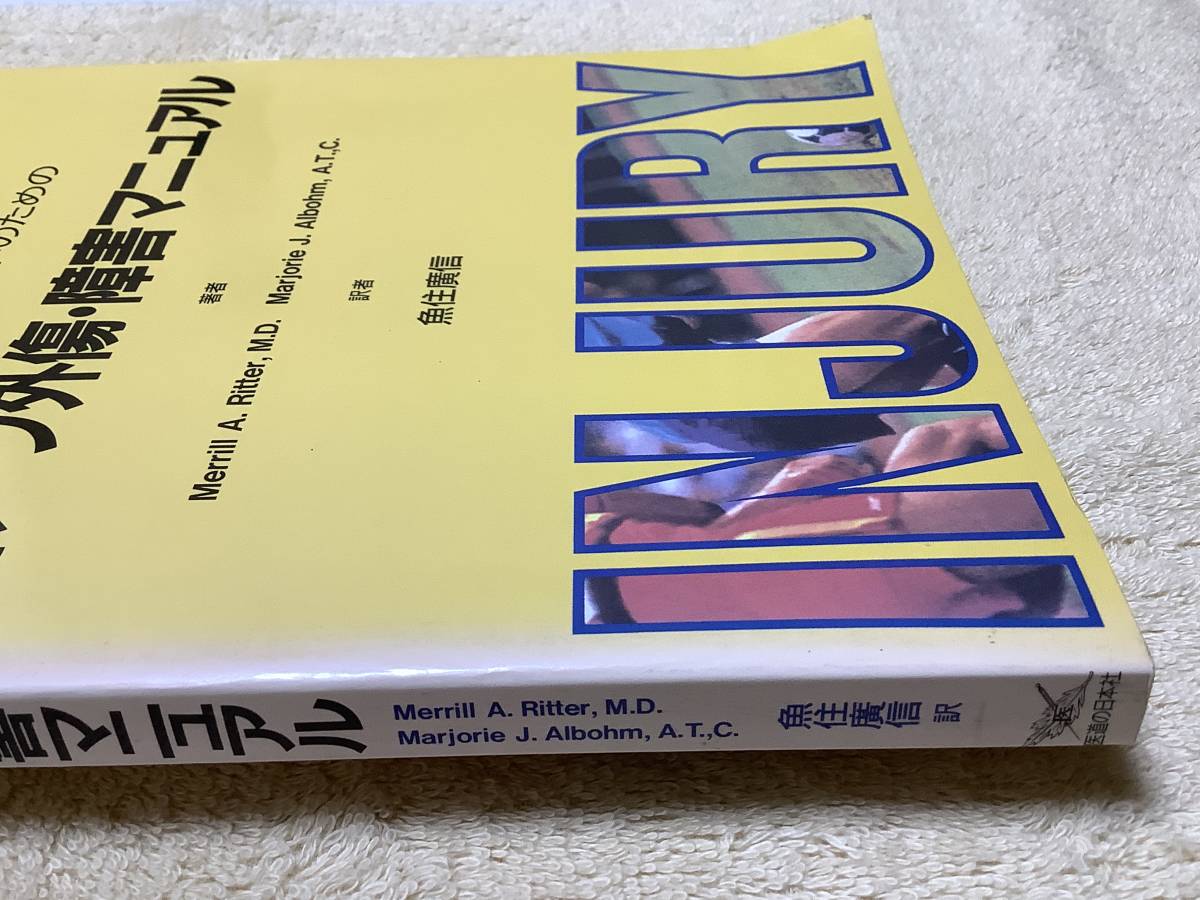 のための
外傷・障害マニュアル
著者
Merrill A. Ritter, M.D. Marjorie J. Albohm, A.T.,C.
訳者
魚住廣信
INJURY
害マニュアル
Merrill A. Ritter, M.D.
Marjorie J. Albohm, A.T.,C.
魚住廣信 訳
医
医道の日本社